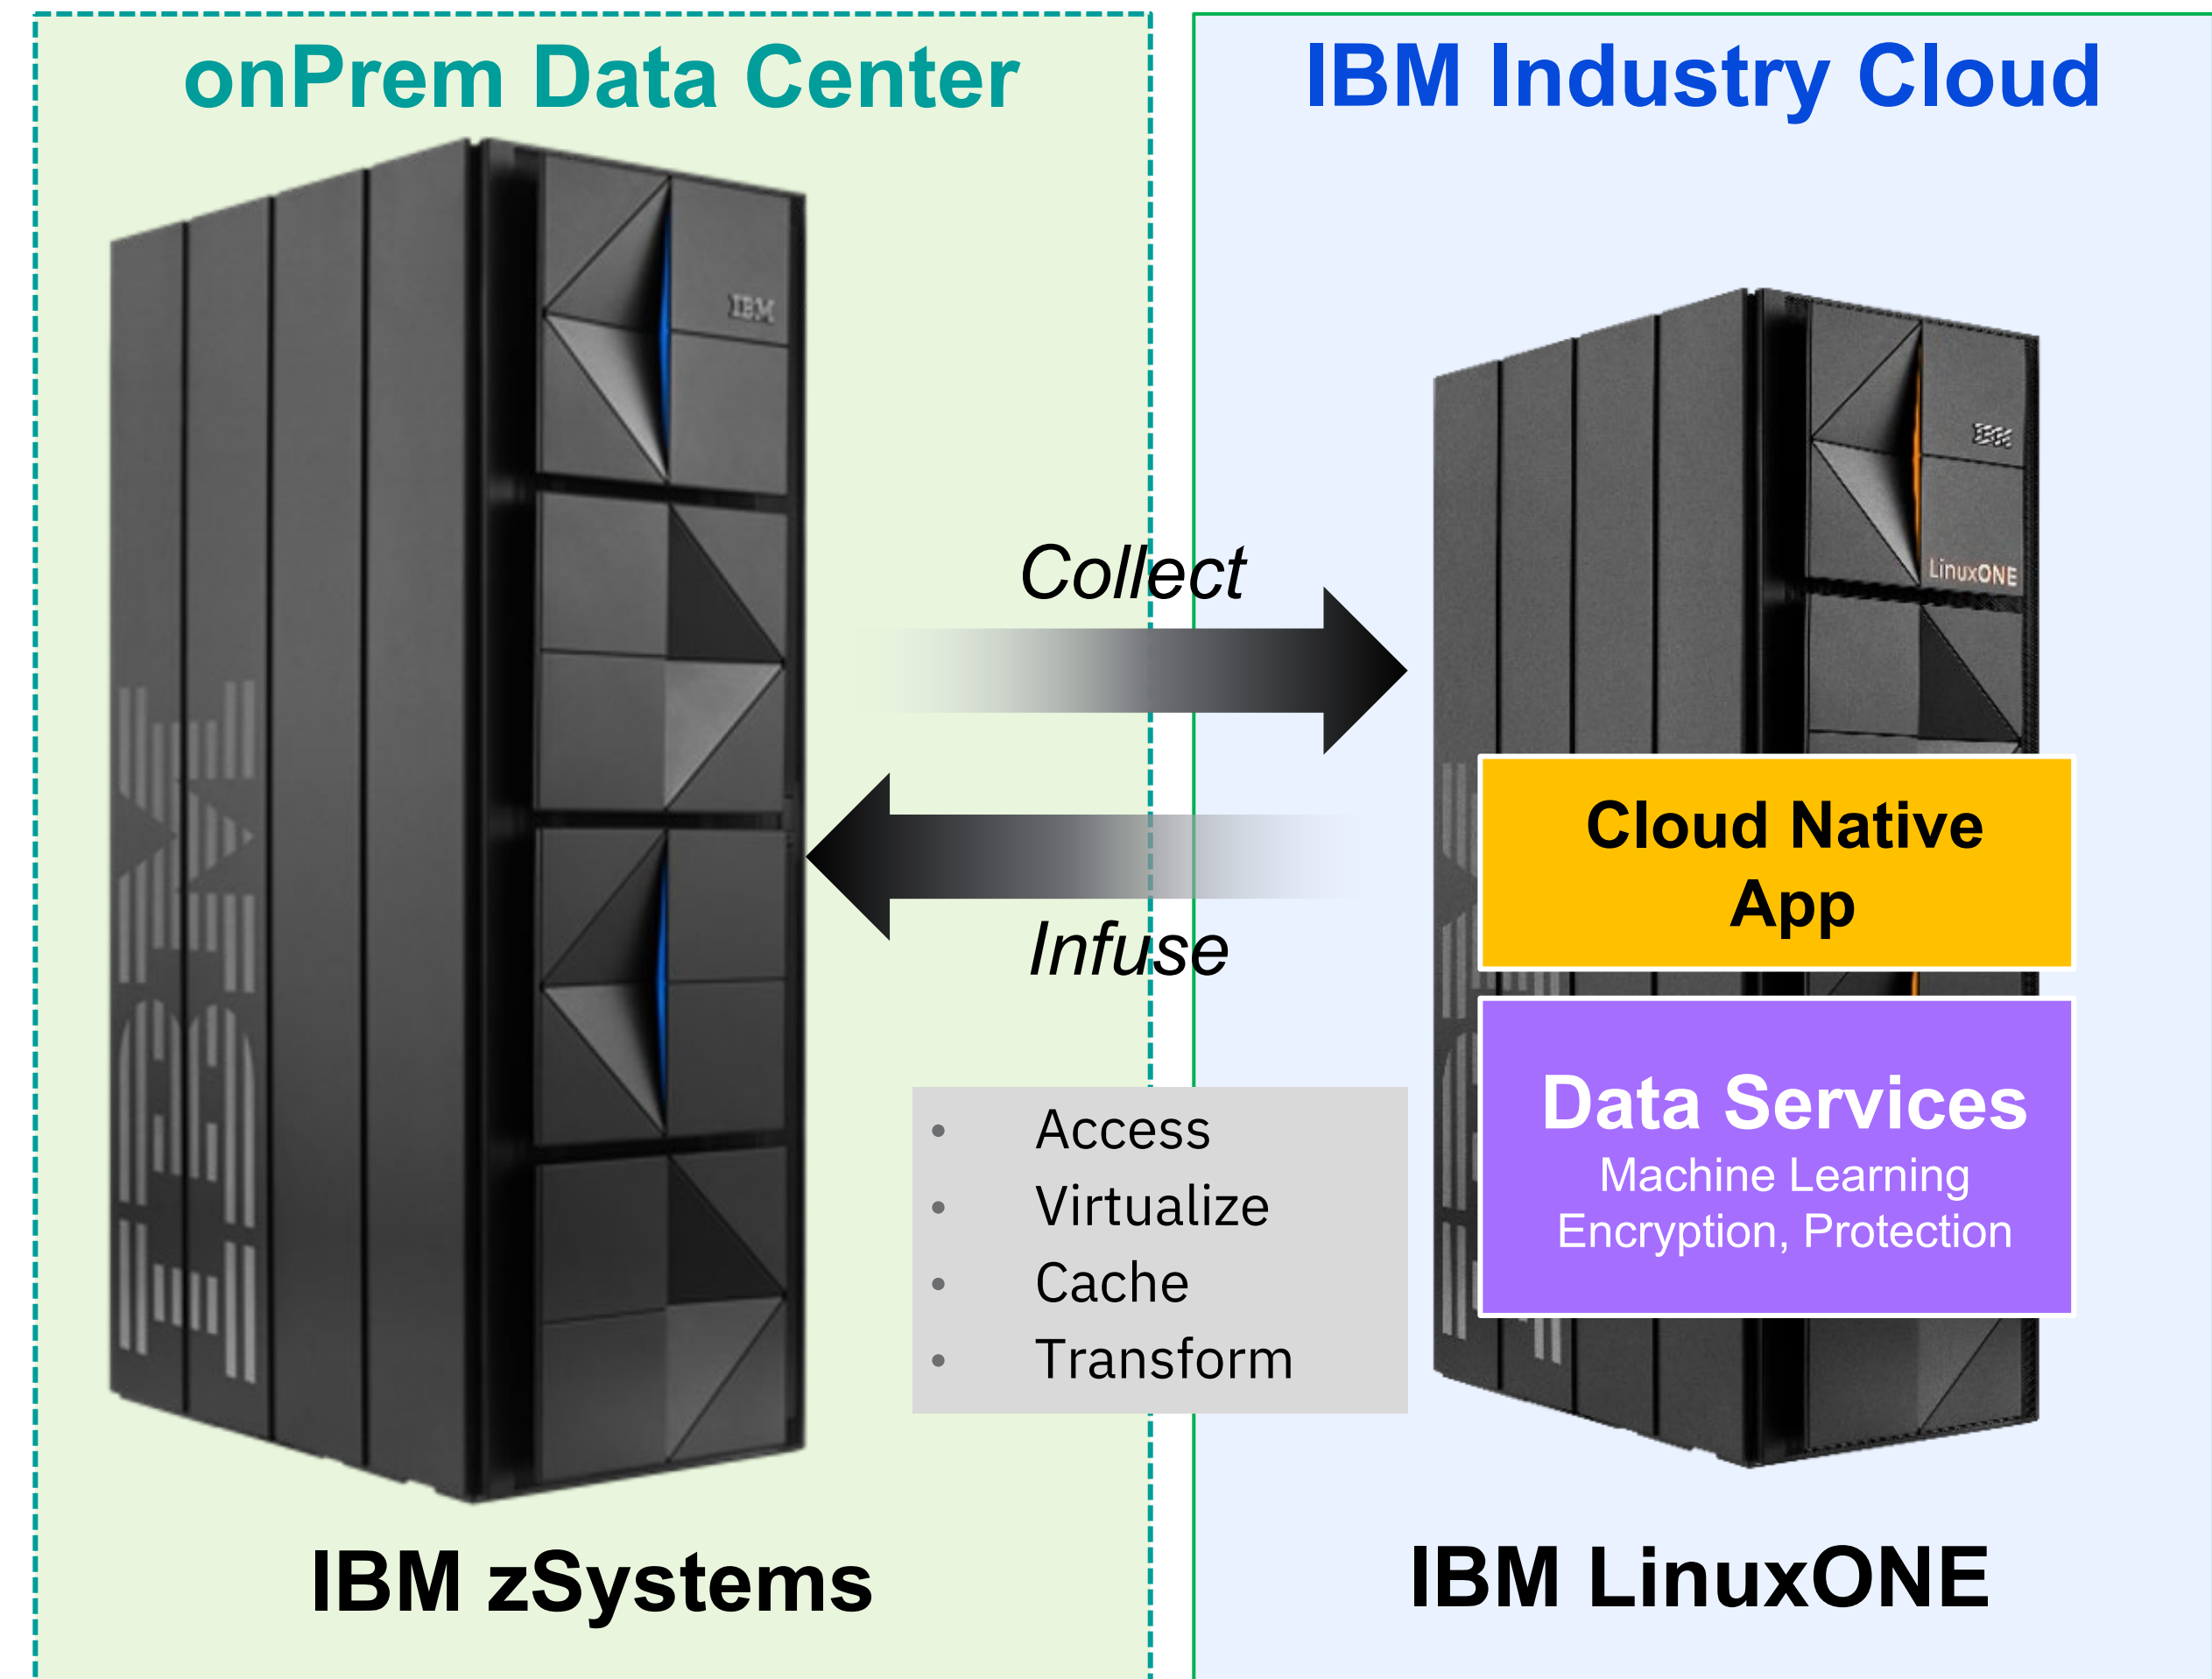 onPrem Data Center
IBM Industry Cloud
IBM
IBM
LinuxONE
Collect
Infuse
Cloud Native
App
Data Services
Machine Learning
Encryption, Protection
• Access
• Virtualize
• Cache
• Transform
IBM
IBM zSystems
IBM LinuxONE